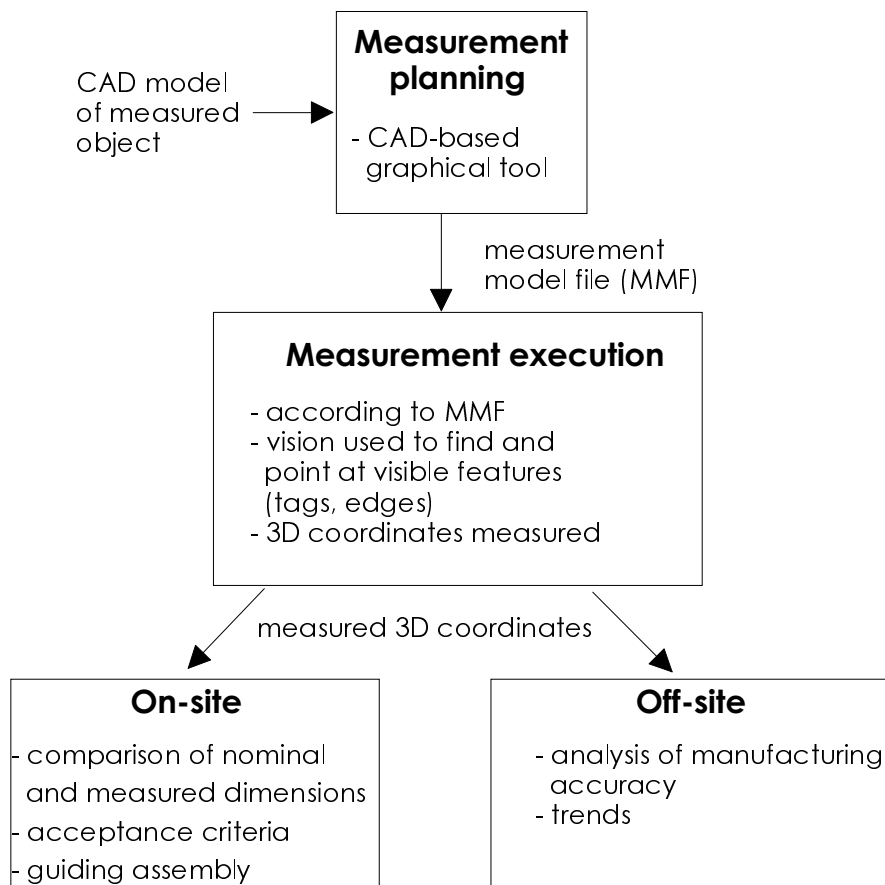 Measurement
planning
CAD model
of measured
object
- CAD-based
graphical tool
measurement
model file (MMF)
Measurement execution
- according to MMF
- vision used to find and
point at visible features
(tags, edges)
- 3D coordinates measured
measured 3D coordinates
On-site
- comparison of nominal
and measured dimensions
- acceptance criteria
- guiding assembly
Off-site
- analysis of manufacturing
accuracy
- trends